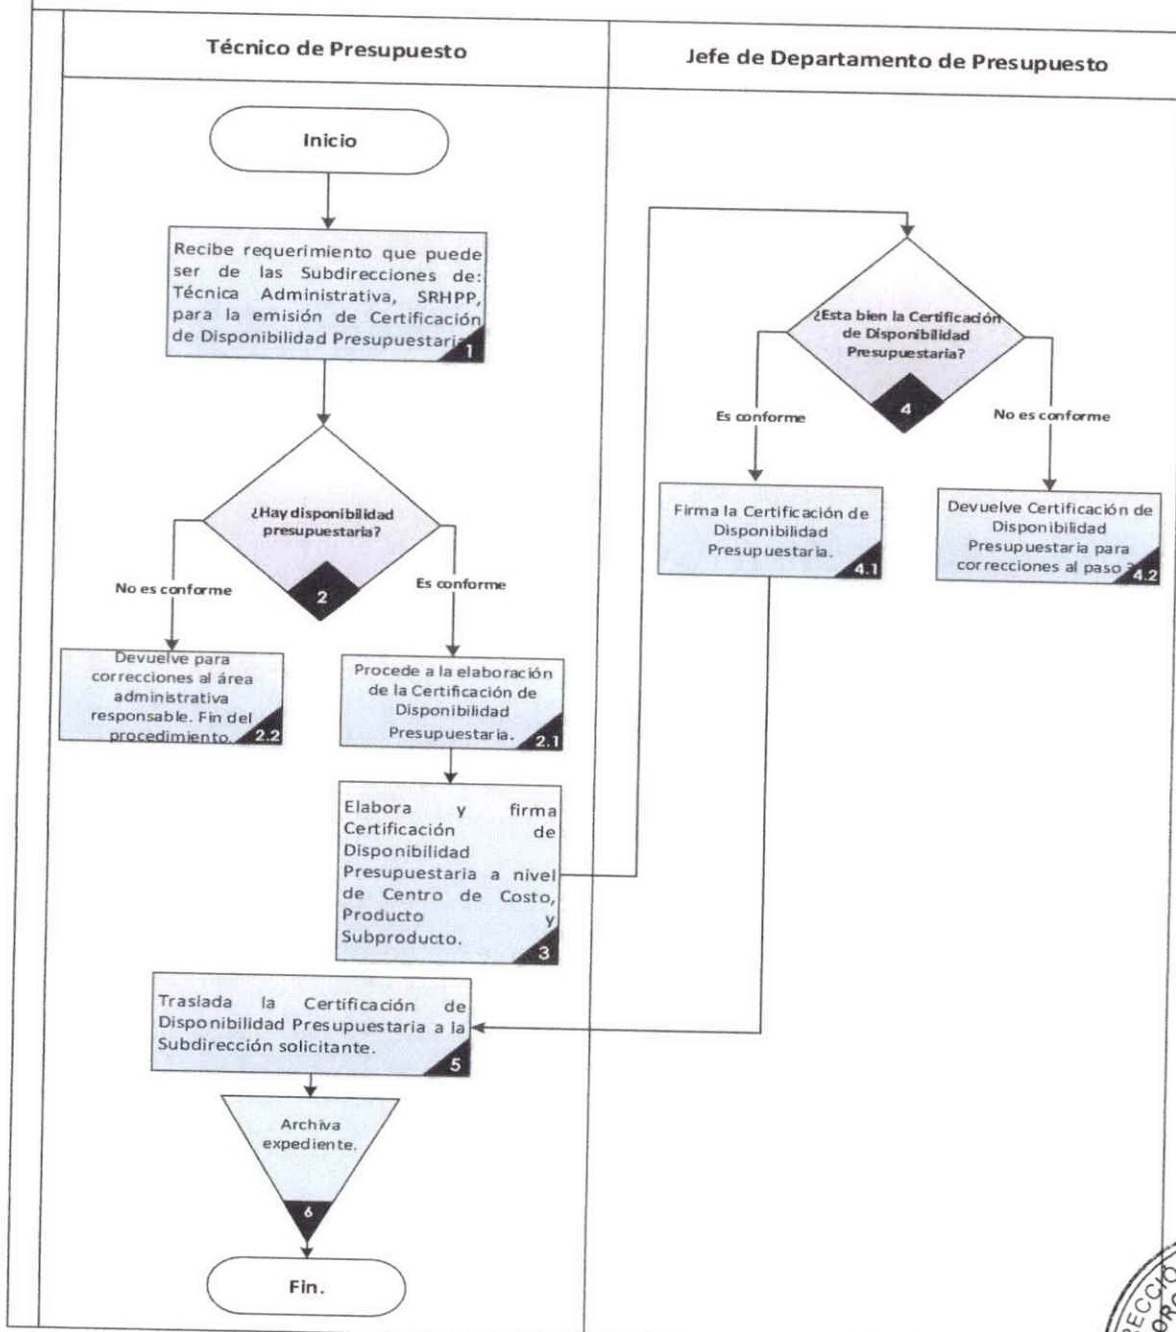 Técnico de Presupuesto
Jefe de Departamento de Presupuesto
Inicio
Recibe requerimiento que puede
ser de las Subdirecciones de:
Técnica Administrativa, SRHPP,
para la emisión de Certificación
de Disponibilidad Presupuestaria
1
¿Hay disponibilidad
presupuestaria?
2
No es conforme
Es conforme
Devuelve para
correcciones al área
administrativa
responsable. Fin del
procedimiento.
2.2
Procede a la elaboración
de la Certificación de
Disponibilidad
Presupuestaria.
2.1
Elabora y firma
Certificación de
Disponibilidad
Presupuestaria a nivel
de Centro de Costo,
Producto y
Subproducto.
3
¿Esta bien la Certificación
de Disponibilidad
Presupuestaria?
4
Es conforme
No es conforme
Firma la Certificación de
Disponibilidad
Presupuestaria.
4.1
Devuelve Certificación de
Disponibilidad
Presupuestaria para
correcciones al paso
4.2
Traslada la Certificación de
Disponibilidad Presupuestaria a la
Subdirección solicitante.
5
Archiva
expediente.
6
Fin.